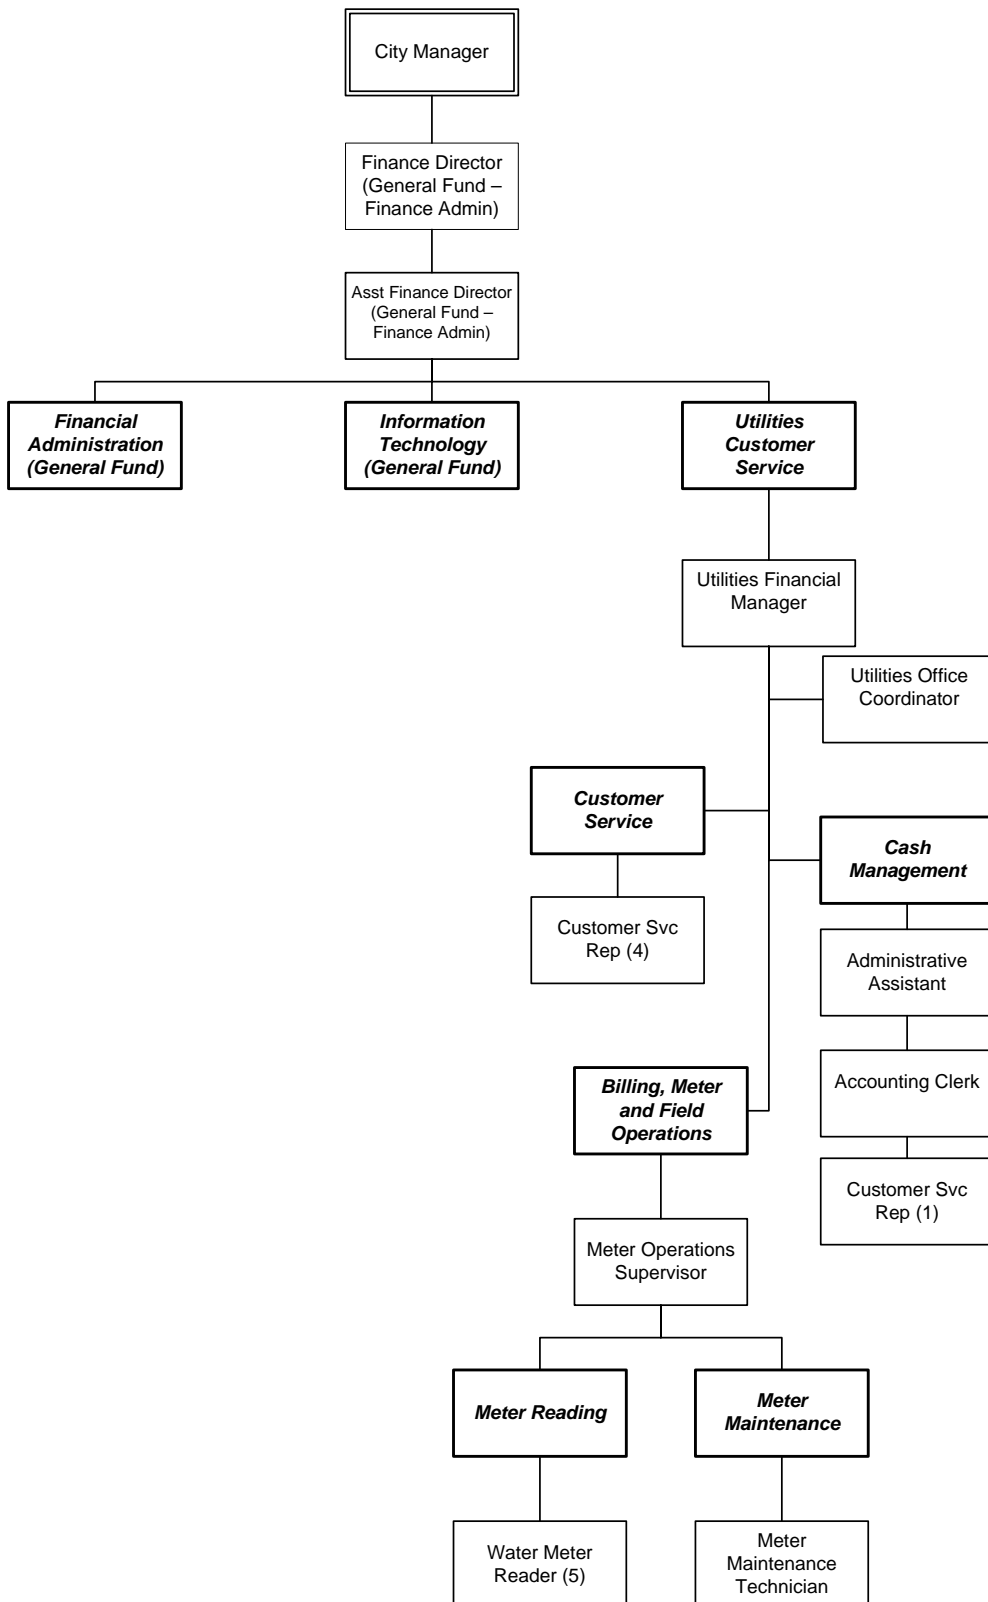 City Manager
Finance Director
(General Fund –
Finance Admin)
Asst Finance Director
(General Fund –
Finance Admin)
Financial
Administration
(General Fund)
Information
Technology
(General Fund)
Utilities
Customer
Service
Utilities Financial
Manager
Utilities Office
Coordinator
Customer
Service
Cash
Management
Customer Svc
Rep (4)
Administrative
Assistant
Accounting Clerk
Billing, Meter
and Field
Operations
Customer Svc
Rep (1)
Meter Operations
Supervisor
Meter Reading
Meter
Maintenance
Water Meter
Reader (5)
Meter
Maintenance
Technician